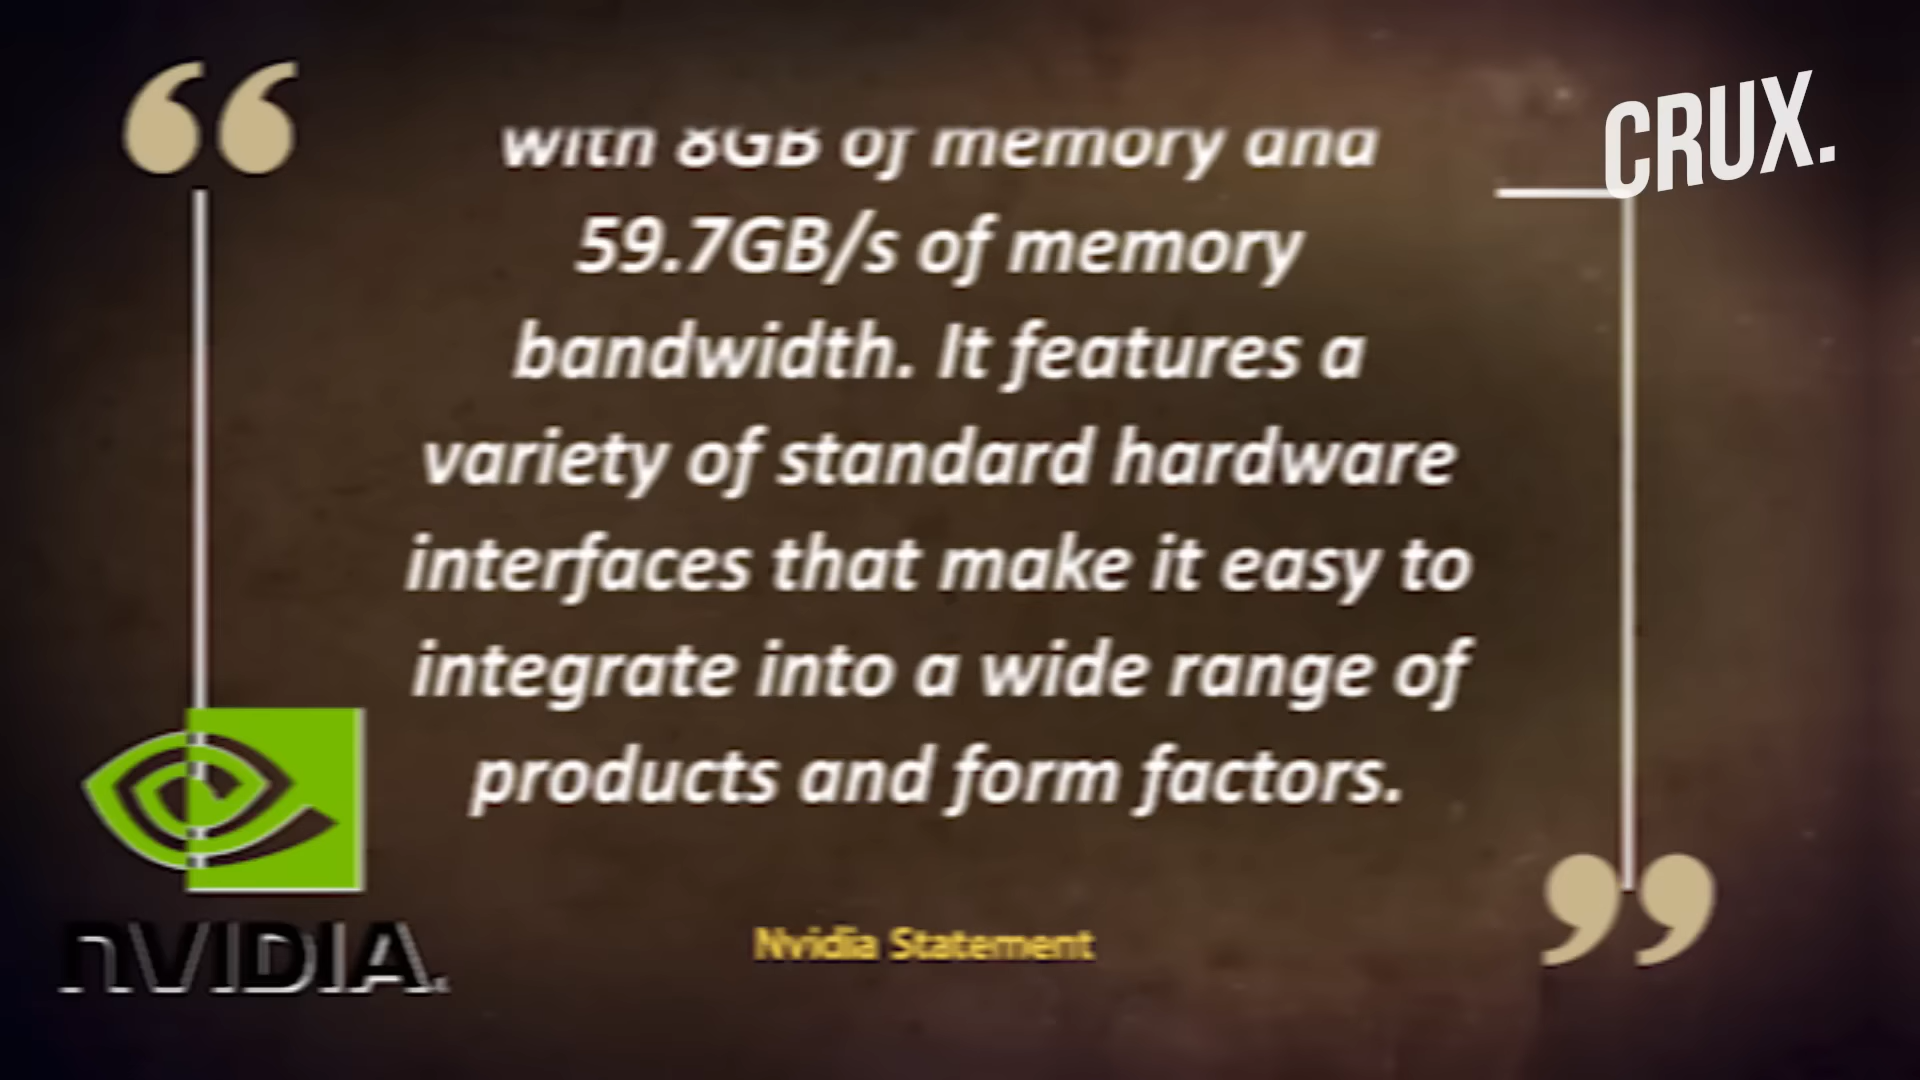 CRUX.
with 8GB of memory and
59.7GB/s of memory
bandwidth. It features a
variety of standard hardware
interfaces that make it easy to
integrate into a wide range of
products and form factors.
Nvidia Statement
nVIDIA.